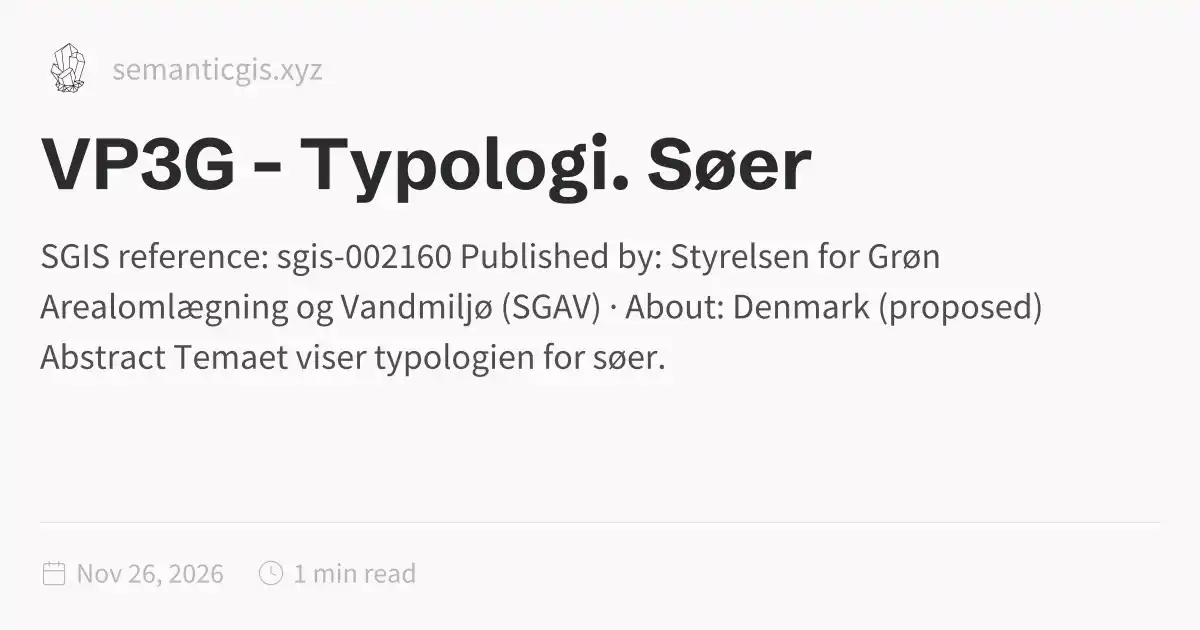 semanticgis.xyz
VP3G - Typologi. Søer
SGIS reference: sgis-002160 Published by: Styrelsen for Grøn
Arealomlægning og Vandmiljø (SGAV) · About: Denmark (proposed)
Abstract Temaet viser typologien for søer.
Nov 26, 2026 1 min read